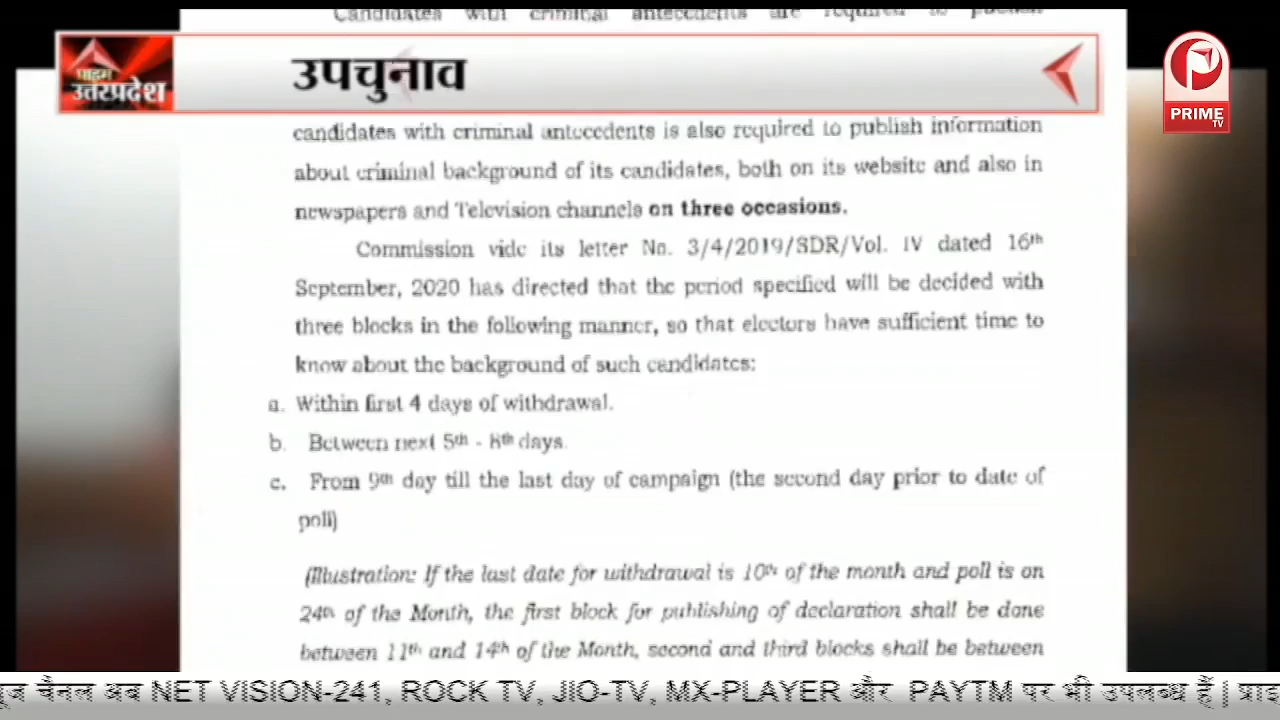 Candidates with criminal antecedents are required to publish
प्राइम
उत्तरप्रदेश
उपचुनाव
PRIME
TV
candidates with criminal antecedents is also required to publish information
about criminal background of its candidates, both on its website and also in
newspapers and Television channels on three occasions.
Commission vide its letter No. 3/4/2019/SDR/Vol. IV dated 16th
September, 2020 has directed that the period specified will be decided with
three blocks in the following manner, so that electors have sufficient time to
know about the background of such candidates:
a. Within first 4 days of withdrawal.
b. Between next 5th - 8th days.
c. From 9th day till the last day of campaign (the second day prior to date of
poll)
(Illustration: If the last date for withdrawal is 10th of the month and poll is on
24th of the Month, the first block for publishing of declaration shall be done
between 11th and 14th of the Month, second and third blocks shall be between
चैनल अब NET VISION-241, ROCK TV, JIO-TV, MX-PLAYER और PAYTM पर भी उपलब्ध हैं |